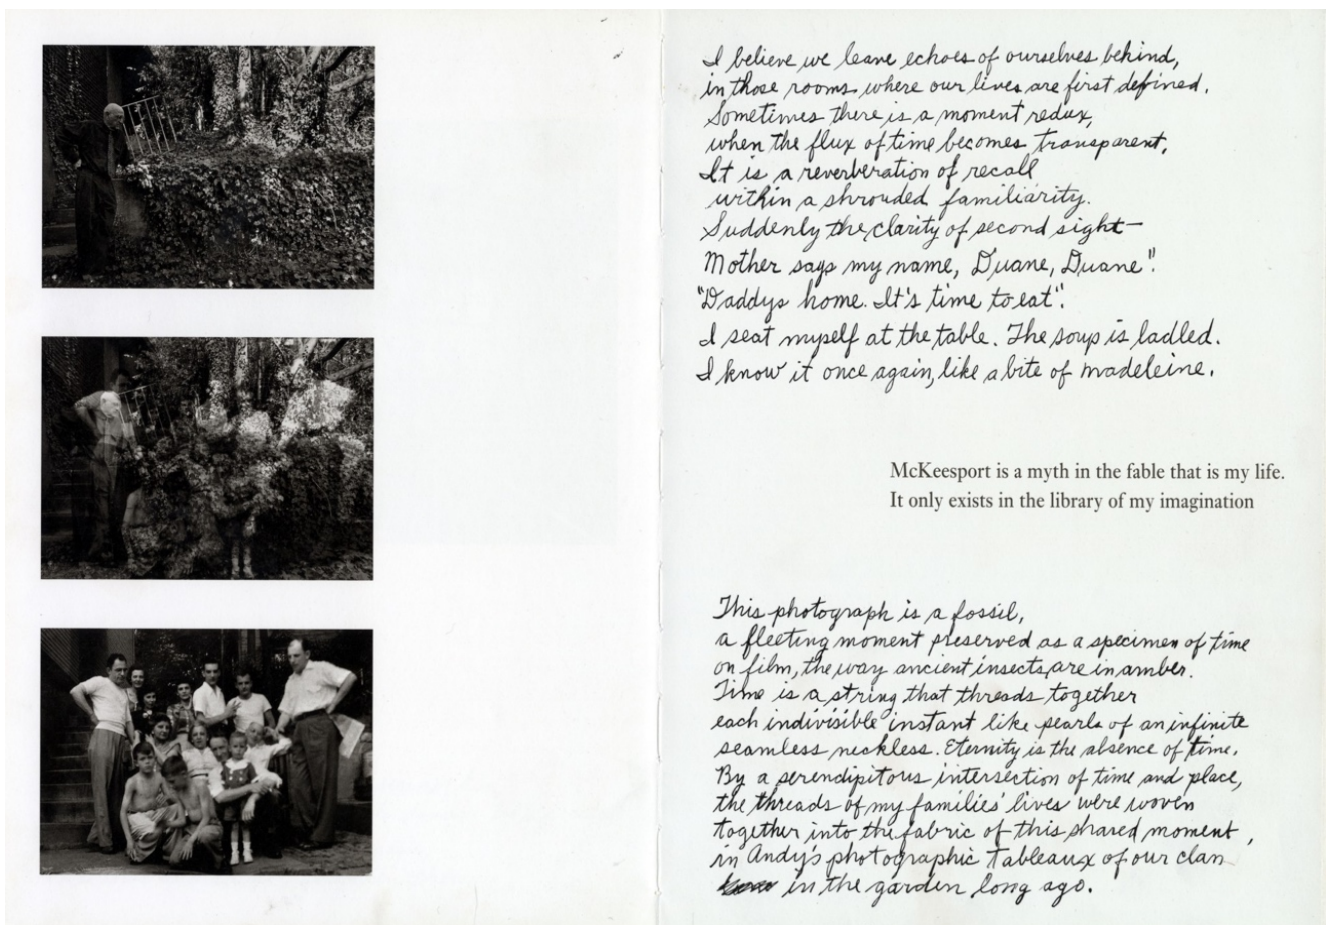 I believe we leave echoes of ourselves behind,
in those rooms where our lives are first defined.
Sometimes there is a moment redux,
when the flux of time becomes transparent.
It is a reverberation of recall
within a shrouded familiarity.
Suddenly the clarity of second sight—
Mother says my name, Duane, Duane".
"Daddys home. It's time to eat".
I seat myself at the table. The soup is ladled.
I know it once again, like a bite of madeleine.
McKeesport is a myth in the fable that is my life.
It only exists in the library of my imagination
This photograph is a fossil,
a fleeting moment preserved as a specimen of time
on film, the way ancient insects are in amber.
Time is a string that threads together
each indivisible instant like pearls of an infinite
seamless neckless. Eternity is the absence of time.
By a serendipitous intersection of time and place,
the threads of my families' lives were woven
together into the fabric of this shared moment,
in Andy's photographic Tableaux of our clan
in the garden long ago.